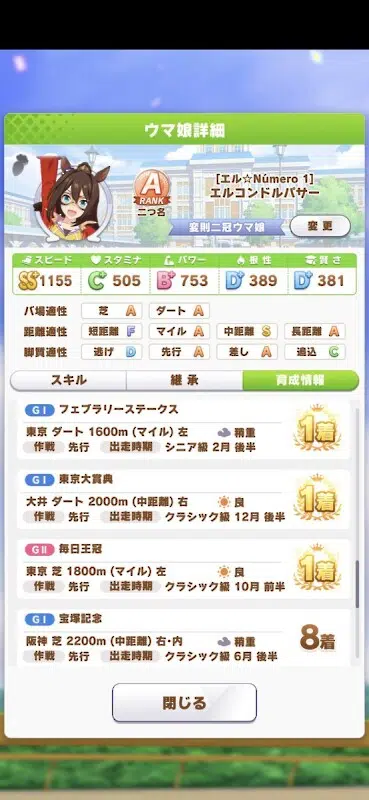 ウマ娘詳細
A
RANK
二つ名
[エル☆Número 1]
エルコンドルパサー
変則二冠ウマ娘
変更
スピード スタミナ パワー 根性 賢さ
SS 1155 C+ 505 B+ 753 D+ 389 D+ 381
バ場適性 芝 A ダート A
距離適性 短距離 F マイル A 中距離 S 長距離 A
脚質適性 逃げ D 先行 A 差し A 追込 C
スキル 継承 育成情報
GⅠ フェブラリーステークス
東京 ダート 1600m (マイル) 左 稍重
作戦 先行 出走時期 シニア級 2月 後半
1着
GⅠ 東京大賞典
大井 ダート 2000m (中距離) 右 良
作戦 先行 出走時期 クラシック級 12月 後半
1着
GⅡ 毎日王冠
東京 芝 1800m (マイル) 左 良
作戦 先行 出走時期 クラシック級 10月 前半
1着
GⅠ 宝塚記念
阪神 芝 2200m (中距離) 右・内 稍重
作戦 先行 出走時期 クラシック級 6月 後半
8着
閉じる